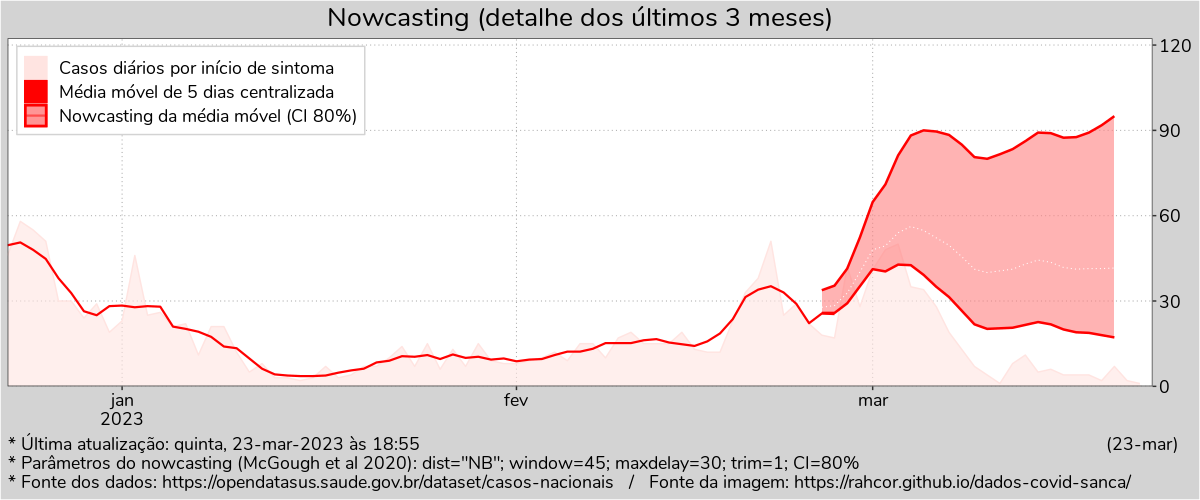 Nowcasting (detalhe dos últimos 3 meses)
Casos diários por início de sintoma
Média móvel de 5 dias centralizada
Nowcasting da média móvel (CI 80%)
120
90
60
30
0
jan fev mar
2023
* Última atualização: quinta, 23-mar-2023 às 18:55 (23-mar)
* Parâmetros do nowcasting (McGough et al 2020): dist="NB"; window=45; maxdelay=30; trim=1; CI=80%
* Fonte dos dados: https://opendatasus.saude.gov.br/dataset/casos-nacionais / Fonte da imagem: https://rahcor.github.io/dados-covid-sanca/